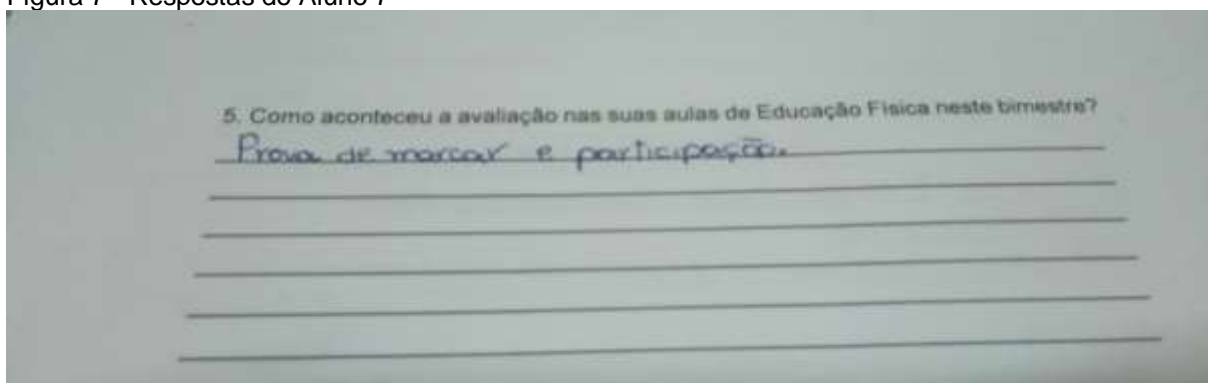 Figura 7 - Respostas do Aluno 7
5. Como aconteceu a avaliação nas suas aulas de Educação Física neste bimestre?
Prova de marcar e participação.